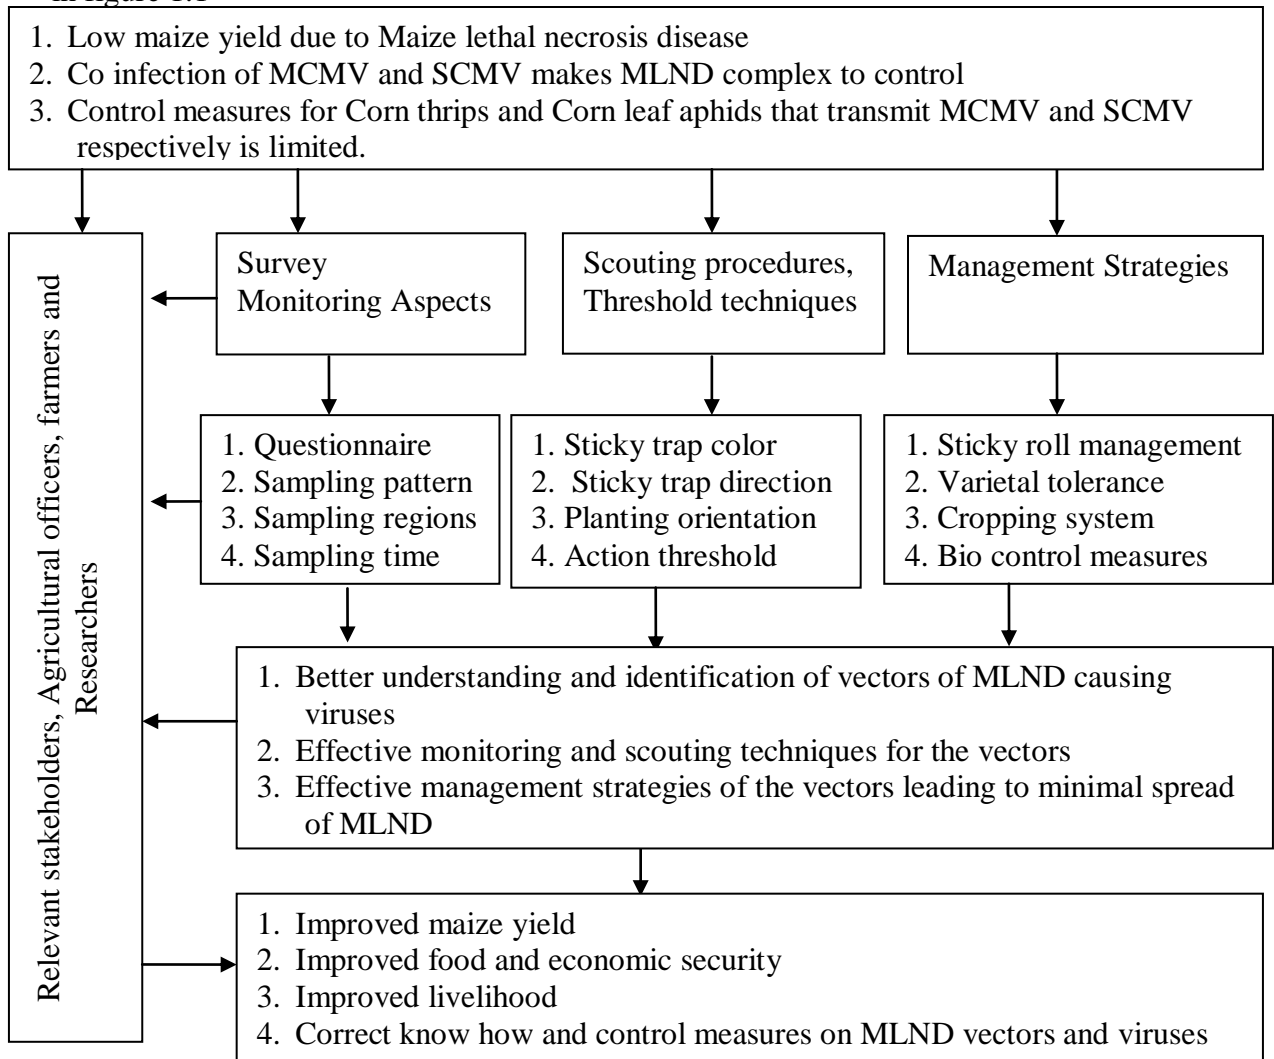 in figure 1.1
1. Low maize yield due to Maize lethal necrosis disease
2. Co infection of MCMV and SCMV makes MLND complex to control
3. Control measures for Corn thrips and Corn leaf aphids that transmit MCMV and SCMV
respectively is limited.
Relevant stakeholders, Agricultural officers, farmers and
Researchers
Survey
Monitoring Aspects
Scouting procedures,
Threshold techniques
Management Strategies
1. Questionnaire
2. Sampling pattern
3. Sampling regions
4. Sampling time
1. Sticky trap color
2. Sticky trap direction
3. Planting orientation
4. Action threshold
1. Sticky roll management
2. Varietal tolerance
3. Cropping system
4. Bio control measures
1. Better understanding and identification of vectors of MLND causing
viruses
2. Effective monitoring and scouting techniques for the vectors
3. Effective management strategies of the vectors leading to minimal spread
of MLND
1. Improved maize yield
2. Improved food and economic security
3. Improved livelihood
4. Correct know how and control measures on MLND vectors and viruses